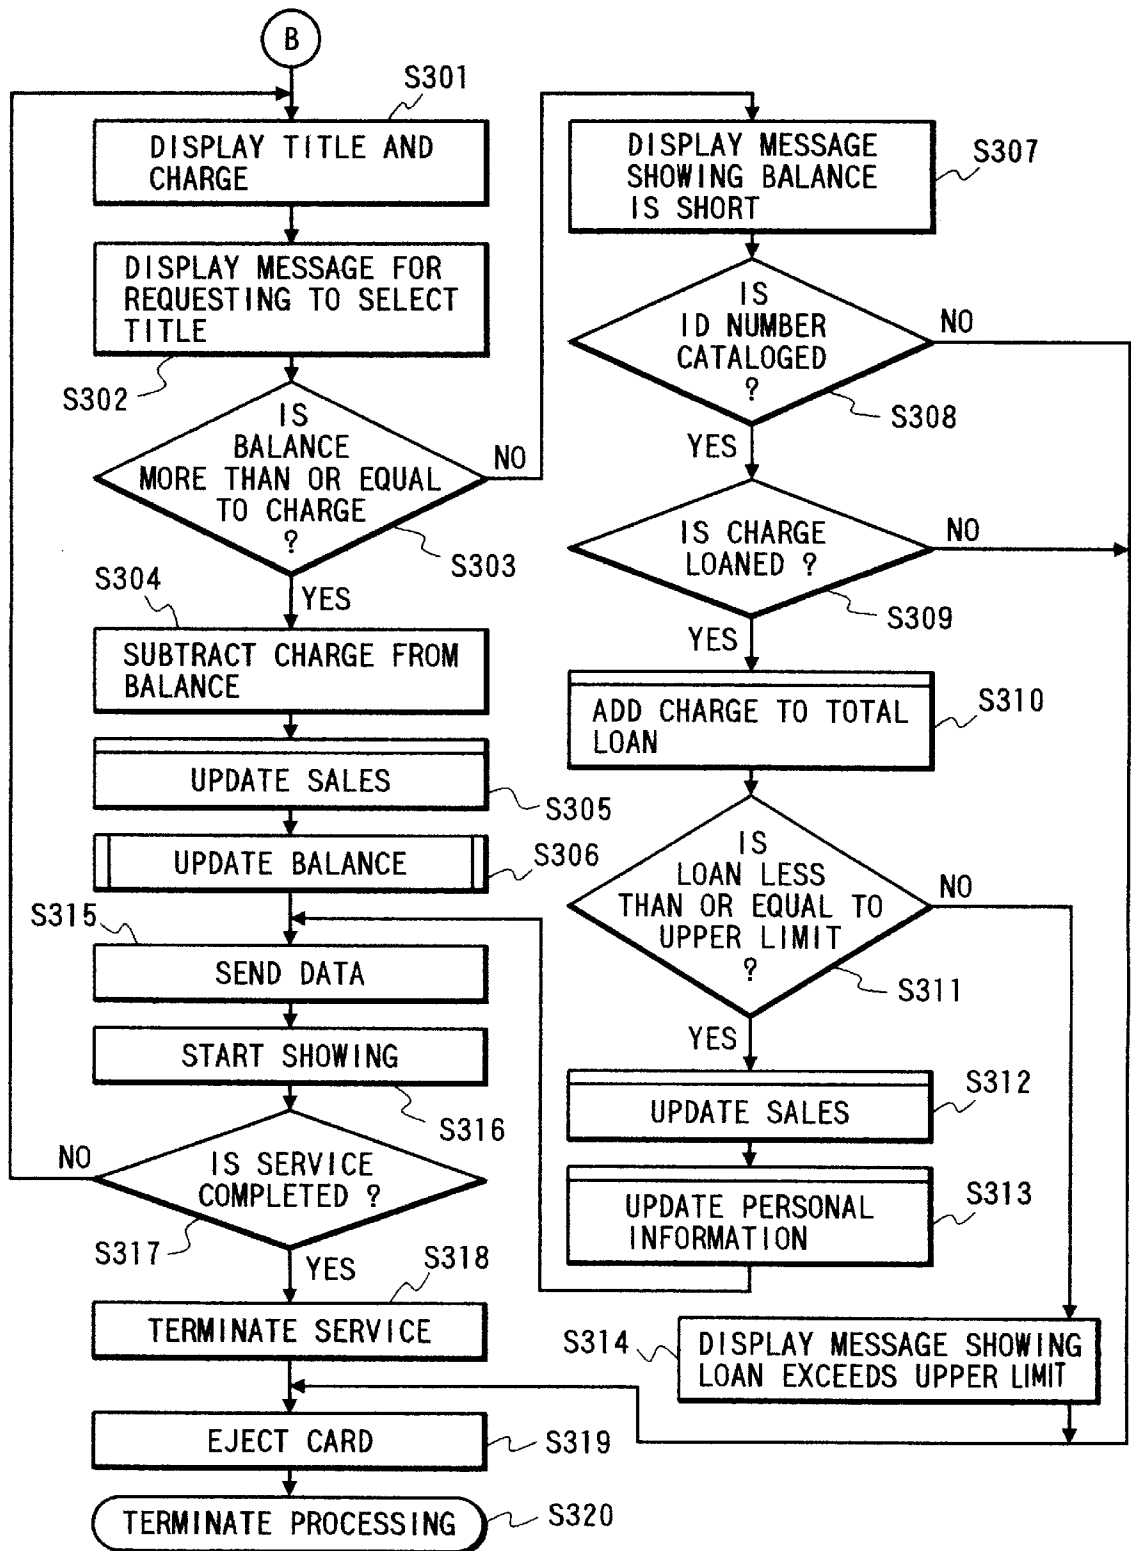 B
S301
DISPLAY TITLE AND
CHARGE
DISPLAY MESSAGE FOR
REQUESTING TO SELECT
TITLE
S302
IS
BALANCE
MORE THAN OR EQUAL
TO CHARGE
?
NO
S303
YES
S304
SUBTRACT CHARGE FROM
BALANCE
UPDATE SALES
S305
UPDATE BALANCE
S306
S315
SEND DATA
START SHOWING
S316
IS SERVICE
COMPLETED ?
NO
S317
YES
S318
TERMINATE SERVICE
EJECT CARD
S319
TERMINATE PROCESSING
S320
DISPLAY MESSAGE
SHOWING BALANCE
IS SHORT
S307
IS
ID NUMBER
CATALOGED
?
NO
S308
YES
IS CHARGE
LOANED ?
NO
S309
YES
ADD CHARGE TO TOTAL
LOAN
S310
IS
LOAN LESS
THAN OR EQUAL TO
UPPER LIMIT
?
NO
S311
YES
UPDATE SALES
S312
UPDATE PERSONAL
INFORMATION
S313
S314
DISPLAY MESSAGE SHOWING
LOAN EXCEEDS UPPER LIMIT